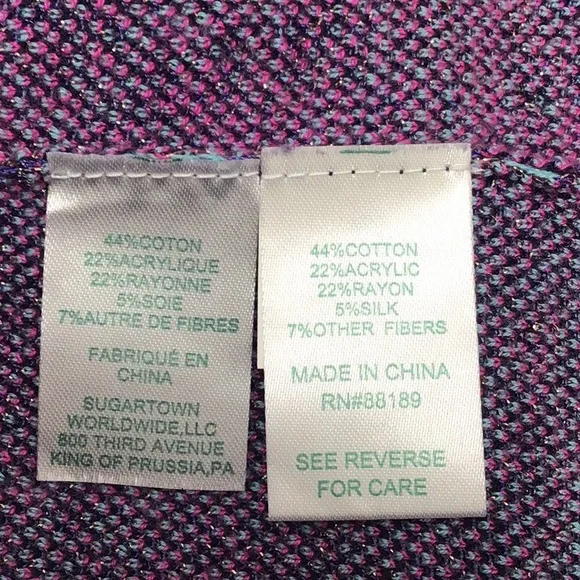 44%COTON
22%ACRYLIQUE
22%RAYONNE
5%SOIE
7%AUTRE DE FIBRES
FABRIQUÉ EN
CHINA
SUGARTOWN
WORLDWIDE,LLC
800 THIRD AVENUE
KING OF PRUSSIA,PA
44%COTTON
22%ACRYLIC
22%RAYON
5%SILK
7%OTHER FIBERS
MADE IN CHINA
RN#88189
SEE REVERSE
FOR CARE